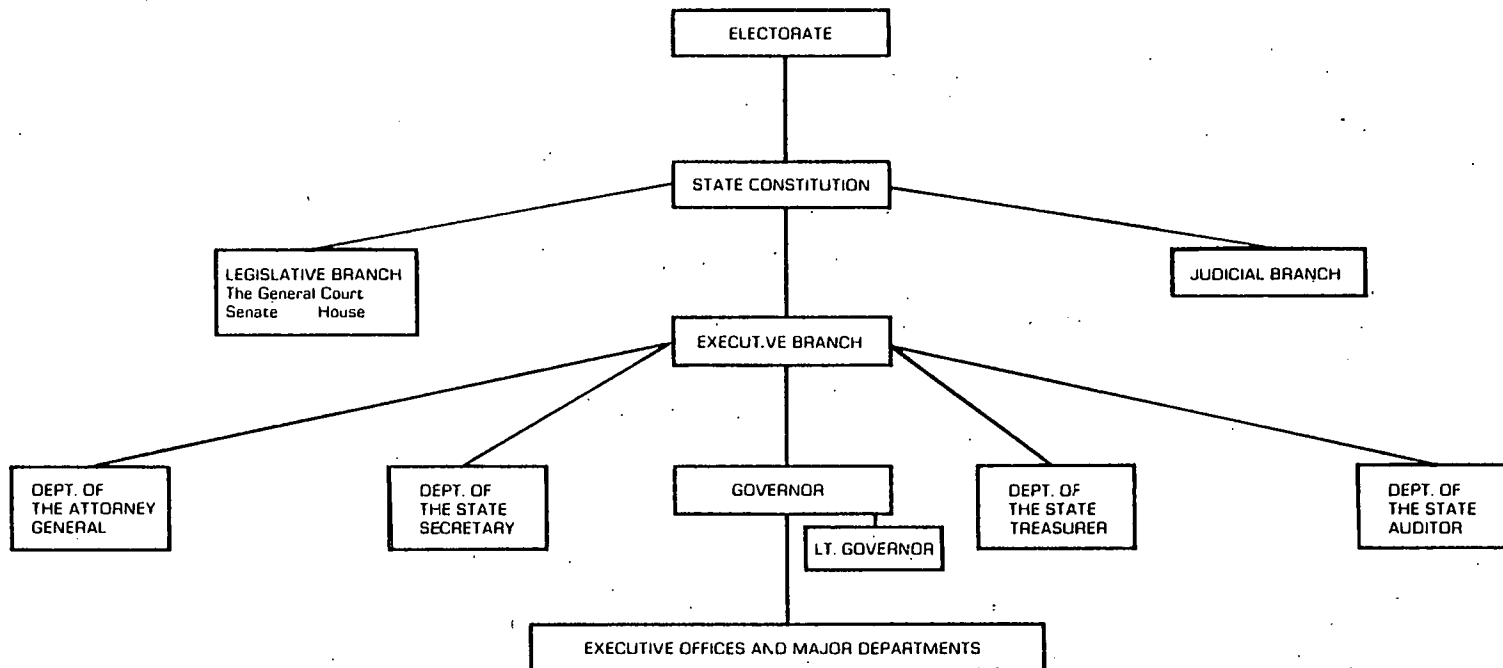 ELECTORATE
STATE CONSTITUTION
LEGISLATIVE BRANCH
The General Court
Senate House
JUDICIAL BRANCH
EXECUT.VE BRANCH
DEPT. OF
THE ATTORNEY
GENERAL
DEPT. OF
THE STATE
SECRETARY
GOVERNOR
LT. GOVERNOR
DEPT. OF
THE STATE
TREASURER
DEPT. OF
THE STATE
AUDITOR
EXECUTIVE OFFICES AND MAJOR DEPARTMENTS